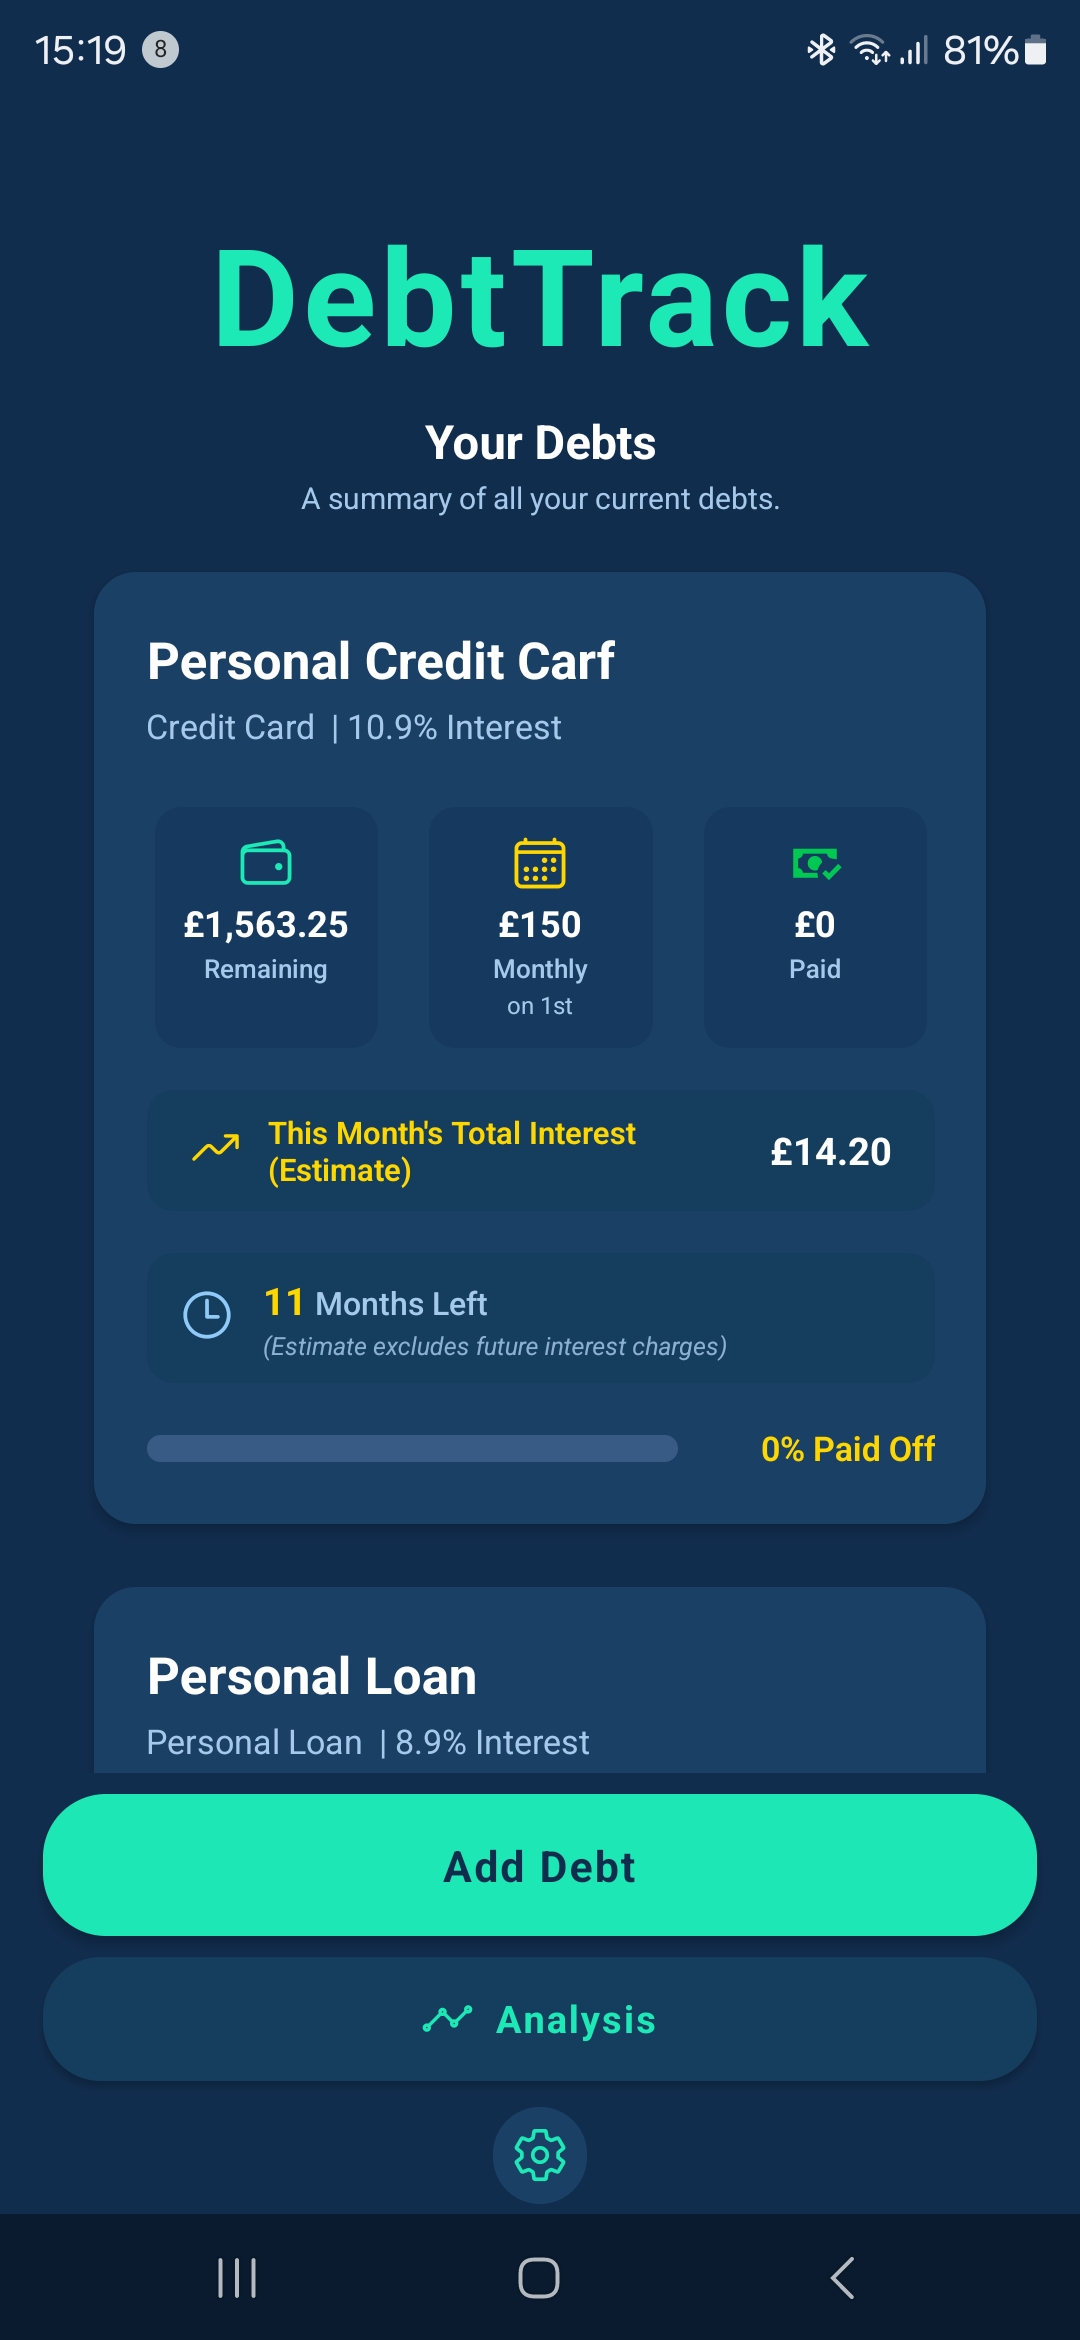 15:19 8 81%
DebtTrack
Your Debts
A summary of all your current debts.
Personal Credit Carf
Credit Card | 10.9% Interest
£1,563.25 £150 £0
Remaining Monthly Paid
on 1st
This Month's Total Interest
(Estimate)
£14.20
11 Months Left
(Estimate excludes future interest charges)
0% Paid Off
Personal Loan
Personal Loan | 8.9% Interest
Add Debt
Analysis